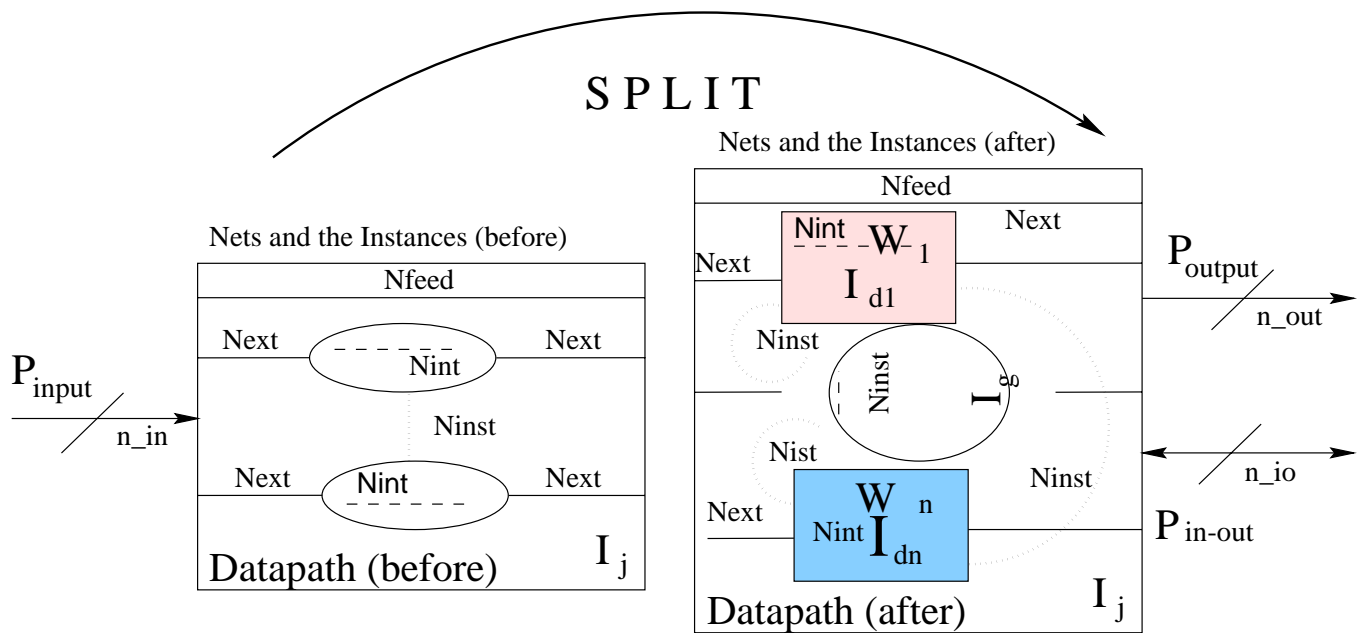 S P L I T
Nets and the Instances (before)
Nfeed
Next
Next
Nint
Ninst
Next
Next
Nint
I j
Datapath (before)
P input
n_in
Nets and the Instances (after)
Nfeed
Next
Nint W 1
I d1
Next
Ninst
Ninst
I g
Nist
Ninst
Next
W n
Nint I dn
I j
Datapath (after)
P output
n_out
n_io
P in-out